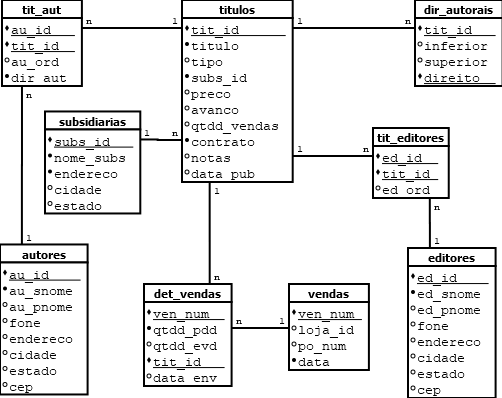 tit_aut
au_id
tit_id
au_ord
dir_aut
n
1
titulos
tit_id
titulo
tipo
subs_id
preco
avanco
qtdd_vendas
contrato
notas
data_pub
1
n
dir_autorais
tit_id
inferior
superior
direito
n
subsidiarias
subs_id
nome_subs
endereco
cidade
estado
1
n
1
n
tit_editores
ed_id
tit_id
ed_ord
1
n
n
1
1
autores
au_id
au_snome
au_pnome
fone
endereco
cidade
estado
cep
n
det_vendas
ven_num
qtdd_pdd
qtdd_evd
tit_id
data_env
n
1
vendas
ven_num
loja_id
po_num
data
editores
ed_id
ed_snome
ed_pnome
fone
endereco
cidade
estado
cep